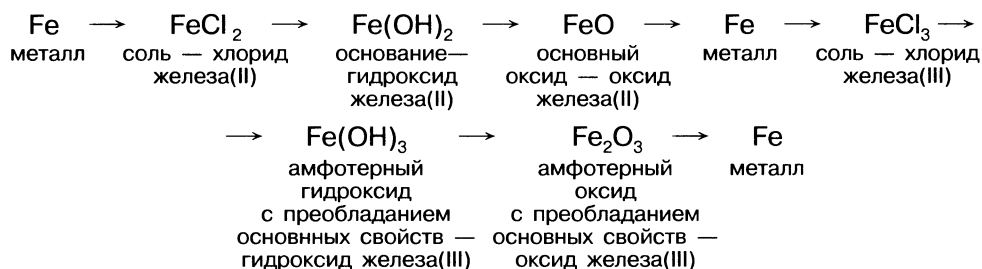 Fe → FeCl₂ → Fe(OH)₂ → FeO → Fe → FeCl₃ →
металл соль — хлорид основание— основный металл соль — хлорид
железа(II) гидроксид оксид — оксид железа(III)
железа(II) железа(II)
→ Fe(OH)₃ → Fe₂O₃ → Fe
амфотерный амфотерный металл
гидроксид оксид
с преобладанием с преобладанием
основнных свойств — основных свойств —
гидроксид железа(III) оксид железа(III)